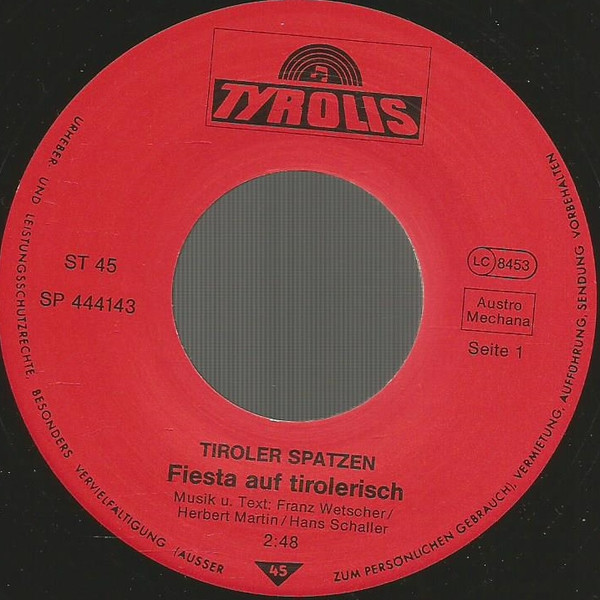 TYROLIS
ST 45
SP 444143
LC 8453
Austro
Mechana
Seite 1
TIROLER SPATZEN
Fiesta auf tirolerisch
Musik u. Text: Franz Wetscher/
Herbert Martin/Hans Schaller
2:48
45
URHEBER- UND LEISTUNGSSCHUTZRECHTE, BESONDERS VERVIELFÄLTIGUNG (AUSSER ZUM PERSÖNLICHEN GEBRAUCH), VERMIETUNG, AUFFÜHRUNG, SENDUNG VORBEHALTEN